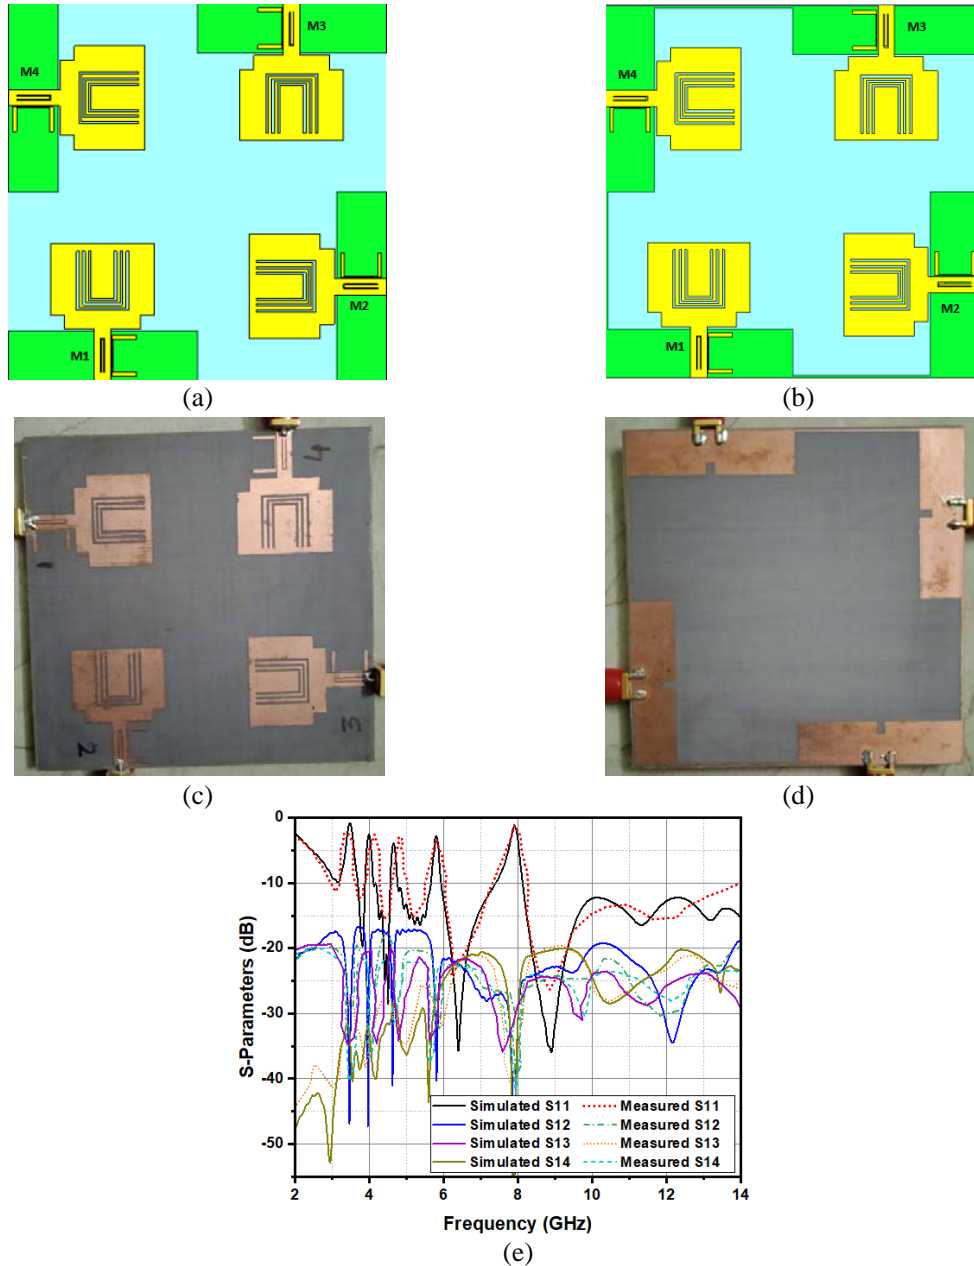 M3
M4
M2
M1
(a)
M3
M4
M2
M1
(b)
4
1
2
3
(c)
(d)
0
-10
-20
-30
-40
-50
S-Parameters (dB)
Simulated S11 Measured S11
Simulated S12 Measured S12
Simulated S13 Measured S13
Simulated S14 Measured S14
2 4 6 8 10 12 14
Frequency (GHz)
(e)